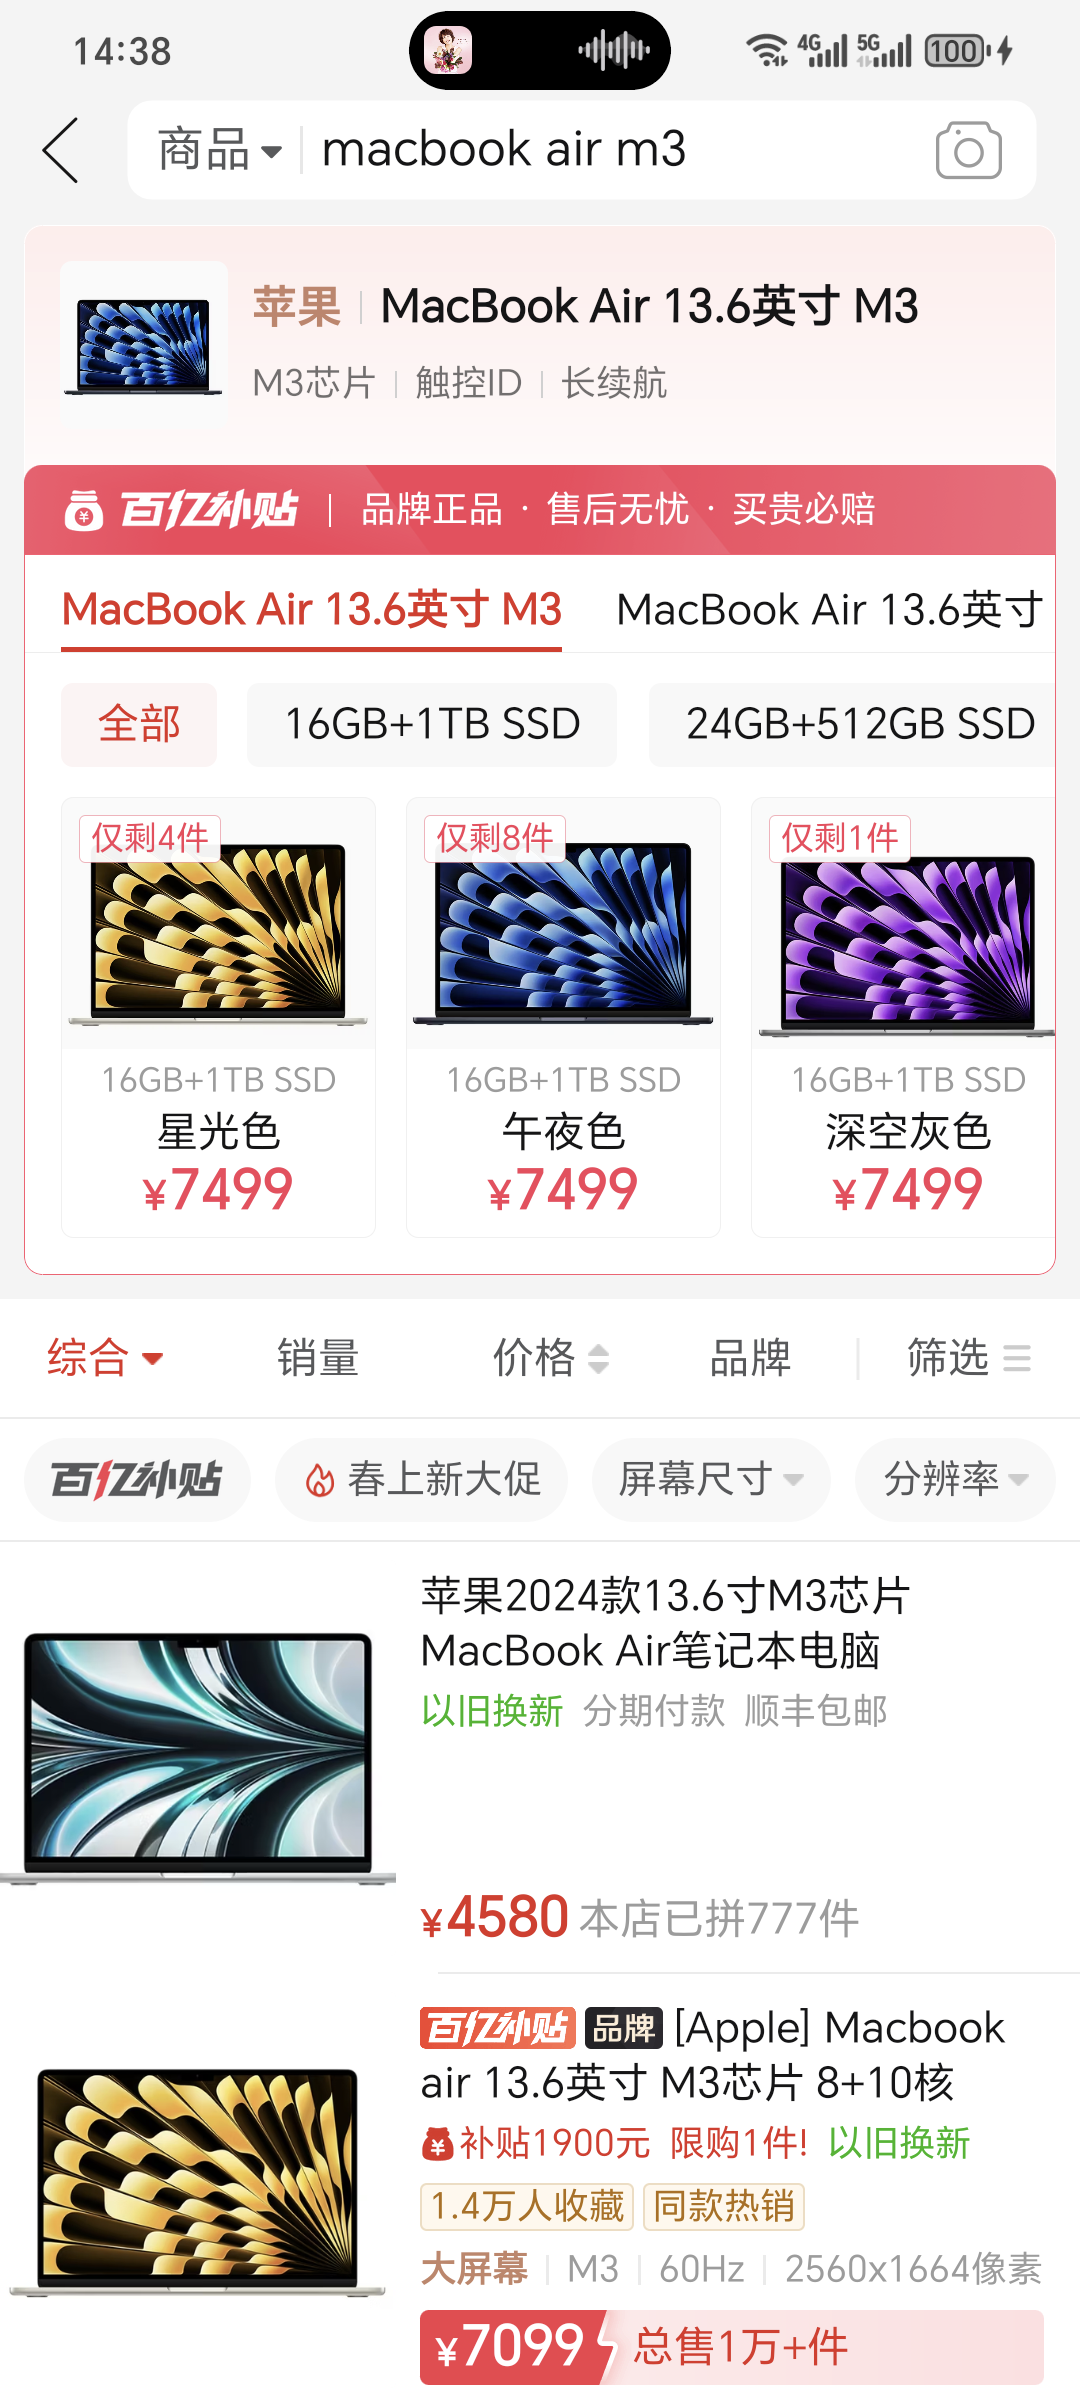 14:38
4G 5G 100
商品 macbook air m3
苹果 MacBook Air 13.6英寸 M3
M3芯片 触控ID 长续航
百亿补贴 品牌正品 · 售后无忧 · 买贵必赔
MacBook Air 13.6英寸 M3 MacBook Air 13.6英寸
全部 16GB+1TB SSD 24GB+512GB SSD
仅剩4件 仅剩8件 仅剩1件
16GB+1TB SSD 16GB+1TB SSD 16GB+1TB SSD
星光色 午夜色 深空灰色
¥7499 ¥7499 ¥7499
综合 销量 价格 品牌 筛选
百亿补贴 春上新大促 屏幕尺寸 分辨率
苹果2024款13.6寸M3芯片
MacBook Air笔记本电脑
以旧换新 分期付款 顺丰包邮
¥4580 本店已拼777件
百亿补贴 品牌 [Apple] Macbook
air 13.6英寸 M3芯片 8+10核
补贴1900元 限购1件! 以旧换新
1.4万人收藏 同款热销
大屏幕 M3 60Hz 2560x1664像素
¥7099 总售1万+件